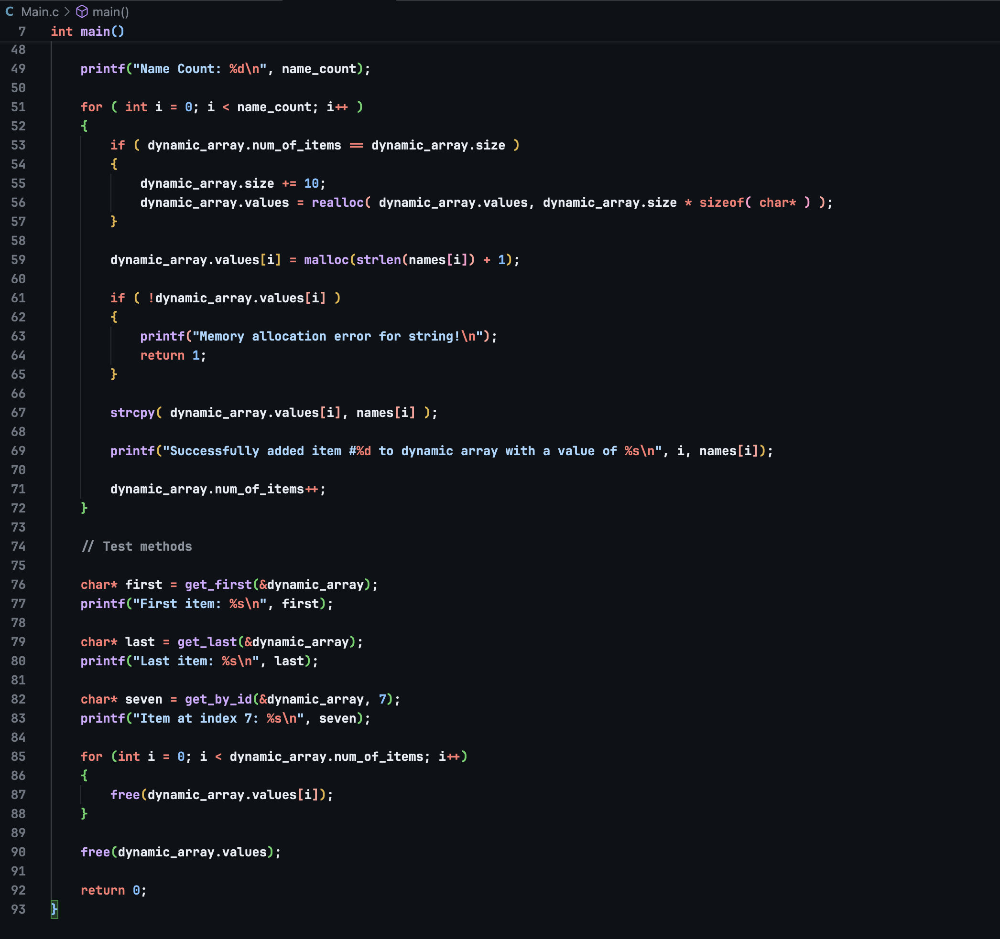 C Main.c > main()
7 int main()
48
49 printf("Name Count: %d\n", name_count);
50
51 for ( int i = 0; i < name_count; i++ )
52 {
53 if ( dynamic_array.num_of_items == dynamic_array.size )
54 {
55 dynamic_array.size += 10;
56 dynamic_array.values = realloc( dynamic_array.values, dynamic_array.size * sizeof( char* ) );
57 }
58
59 dynamic_array.values[i] = malloc(strlen(names[i]) + 1);
60
61 if ( !dynamic_array.values[i] )
62 {
63 printf("Memory allocation error for string!\n");
64 return 1;
65 }
66
67 strcpy( dynamic_array.values[i], names[i] );
68
69 printf("Successfully added item #%d to dynamic array with a value of %s\n", i, names[i]);
70
71 dynamic_array.num_of_items++;
72 }
73
74 // Test methods
75
76 char* first = get_first(&dynamic_array);
77 printf("First item: %s\n", first);
78
79 char* last = get_last(&dynamic_array);
80 printf("Last item: %s\n", last);
81
82 char* seven = get_by_id(&dynamic_array, 7);
83 printf("Item at index 7: %s\n", seven);
84
85 for (int i = 0; i < dynamic_array.num_of_items; i++)
86 {
87 free(dynamic_array.values[i]);
88 }
89
90 free(dynamic_array.values);
91
92 return 0;
93 }